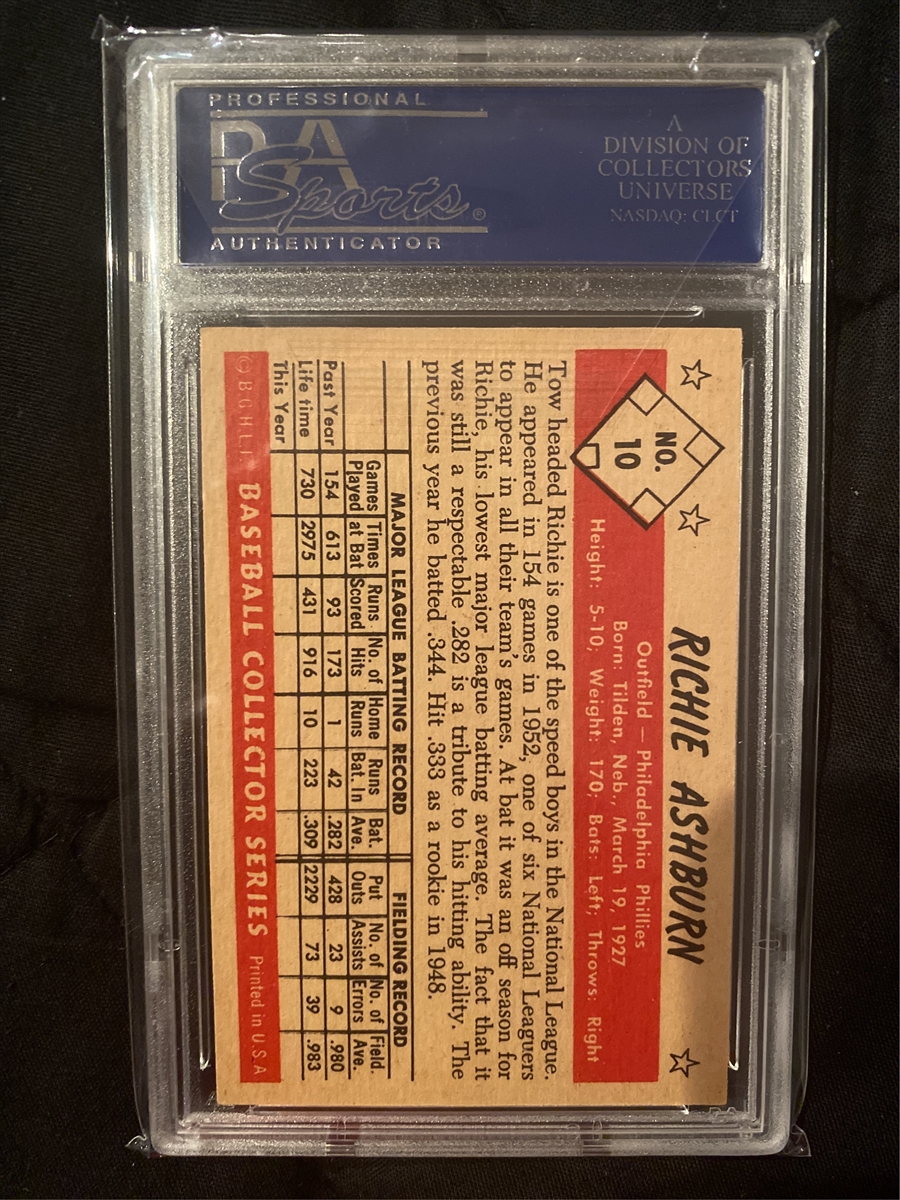 PROFESSIONAL
PSA
Sports®
AUTHENTICATOR
A
DIVISION OF
COLLECTORS
UNIVERSE
NASDAQ: CLCT
NO.
10
RICHIE ASHBURN
Outfield — Philadelphia Phillies
Born: Tilden, Neb., March 19, 1927
Height: 5-10; Weight: 170; Bats: Left; Throws: Right
Tow headed Richie is one of the speed boys in the National League.
He appeared in 154 games in 1952, one of six National Leaguers
to appear in all their team's games. At bat it was an off season for
Richie, his lowest major league batting average. The fact that it
was still a respectable .282 is a tribute to his hitting ability. The
previous year he batted .344. Hit .333 as a rookie in 1948.
MAJOR LEAGUE BATTING RECORD FIELDING RECORD
Games Times Runs No. of Home Runs Bat. Put No. of No. of Field.
Played at Bat Scored Hits Runs Bat. In Ave. Outs Assists Errors Ave.
Past Year 154 613 93 173 1 42 .282 428 23 9 .980
Life time 730 2975 431 916 10 223 .309 2229 73 39 .983
This Year
BASEBALL COLLECTOR SERIES Printed in U.S.A